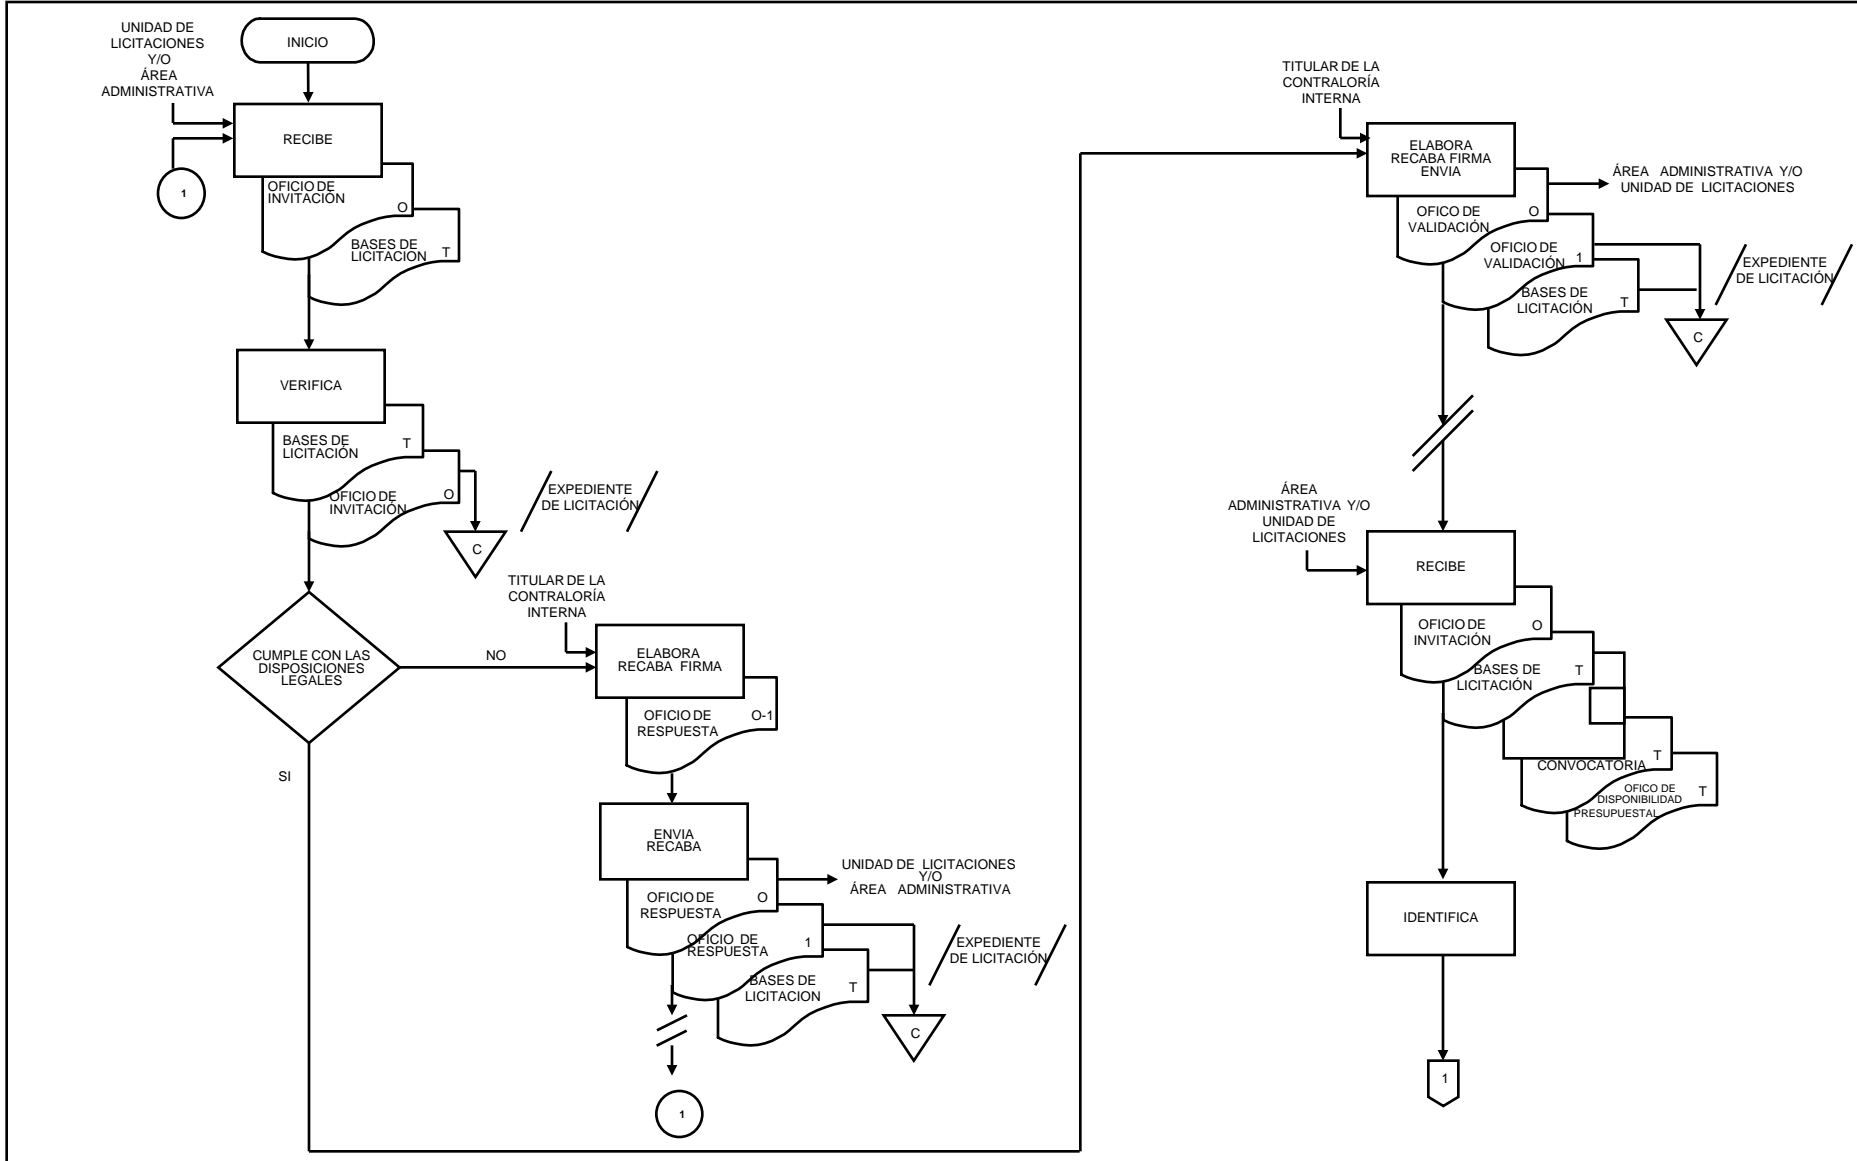 UNIDAD DE
LICITACIONES
Y/O
ÁREA
ADMINISTRATIVA
INICIO
RECIBE
1
OFICIO DE
INVITACIÓN
O
BASES DE
LICITACIÓN
T
VERIFICA
BASES DE
LICITACIÓN
T
OFICIO DE
INVITACIÓN
O
EXPEDIENTE
DE LICITACIÓN
C
CUMPLE CON LAS
DISPOSICIONES
LEGALES
NO
SI
TITULAR DE LA
CONTRALORÍA
INTERNA
ELABORA
RECABA FIRMA
OFICIO DE
RESPUESTA
O-1
ENVIA
RECABA
OFICIO DE
RESPUESTA
O
UNIDAD DE LICITACIONES
Y/O
ÁREA ADMINISTRATIVA
OFICIO DE
RESPUESTA
1
BASES DE
LICITACION
T
EXPEDIENTE
DE LICITACIÓN
C
1
TITULAR DE LA
CONTRALORÍA
INTERNA
ELABORA
RECABA FIRMA
ENVIA
ÁREA ADMINISTRATIVA Y/O
UNIDAD DE LICITACIONES
OFICO DE
VALIDACIÓN
O
OFICIO DE
VALIDACIÓN
1
BASES DE
LICITACIÓN
T
EXPEDIENTE
DE LICITACIÓN
C
ÁREA
ADMINISTRATIVA Y/O
UNIDAD DE
LICITACIONES
RECIBE
OFICIO DE
INVITACIÓN
O
BASES DE
LICITACIÓN
T
CONVOCATORIA
T
OFICO DE
DISPONIBILIDAD
PRESUPUESTAL
T
IDENTIFICA
1